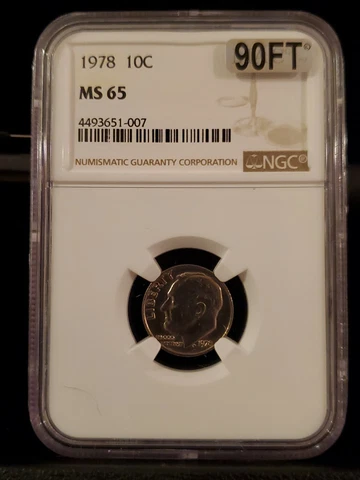 1978 10C
90FT
MS 65
4493651-007
NUMISMATIC GUARANTY CORPORATION
NGC®
LIBERTY